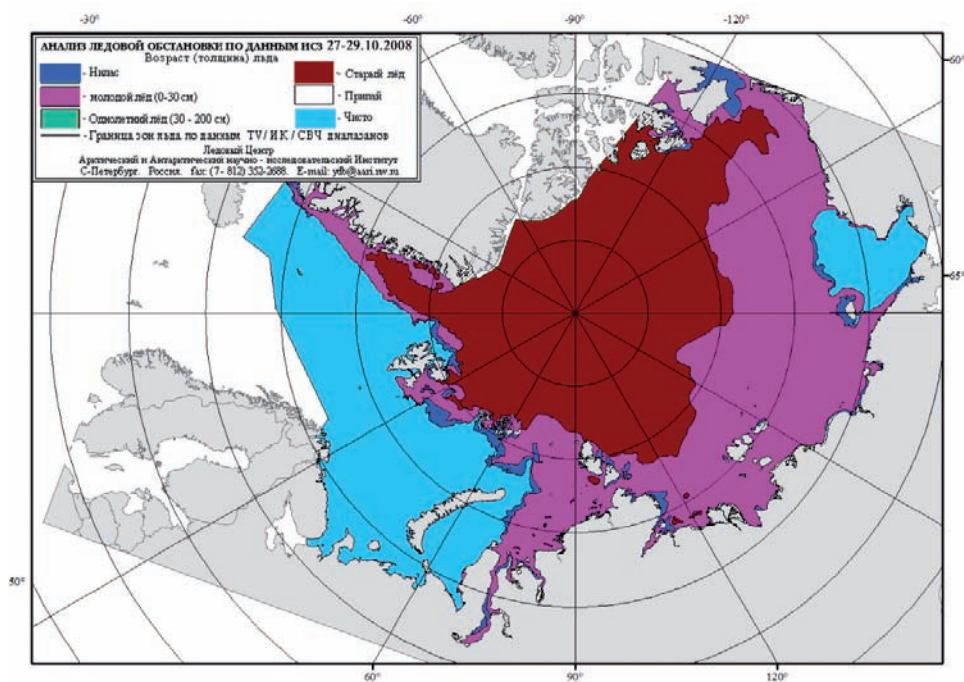 -30°
-60°
-90°
-120°
АНАЛИЗ ЛЕДОВОЙ ОБСТАНОВКИ ПО ДАННЫМ ИСЗ 27-29.10.2008
Возраст (толщина) льда
- Нилас
- Старый лёд
- молодой лёд (0-30 см)
- Припай
- Однолетний лёд (30 - 200 см)
- Чисто
- Граница зон льда по данным TV/ ИК / СВЧ диапазонов
Ледовый Центр
Арктический и Антарктический научно - исследовательский Институт
С-Петербург. Россия. fax: (7- 812) 352-2688. E-mail: ydh@aari.nw.ru
60°
65°
50°
60°
90°
120°